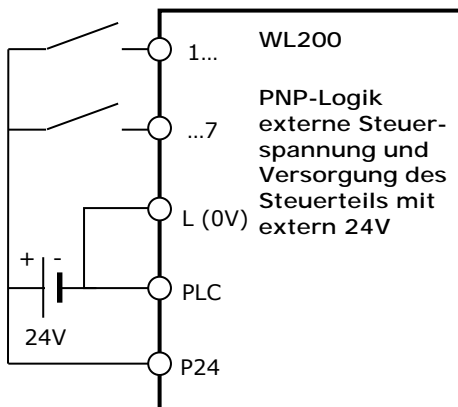 WL200
1...
PNP-Logik
externe Steuer-
spannung und
Versorgung des
Steuerteils mit
extern 24V
...7
L (0V)
+ -
PLC
24V
P24